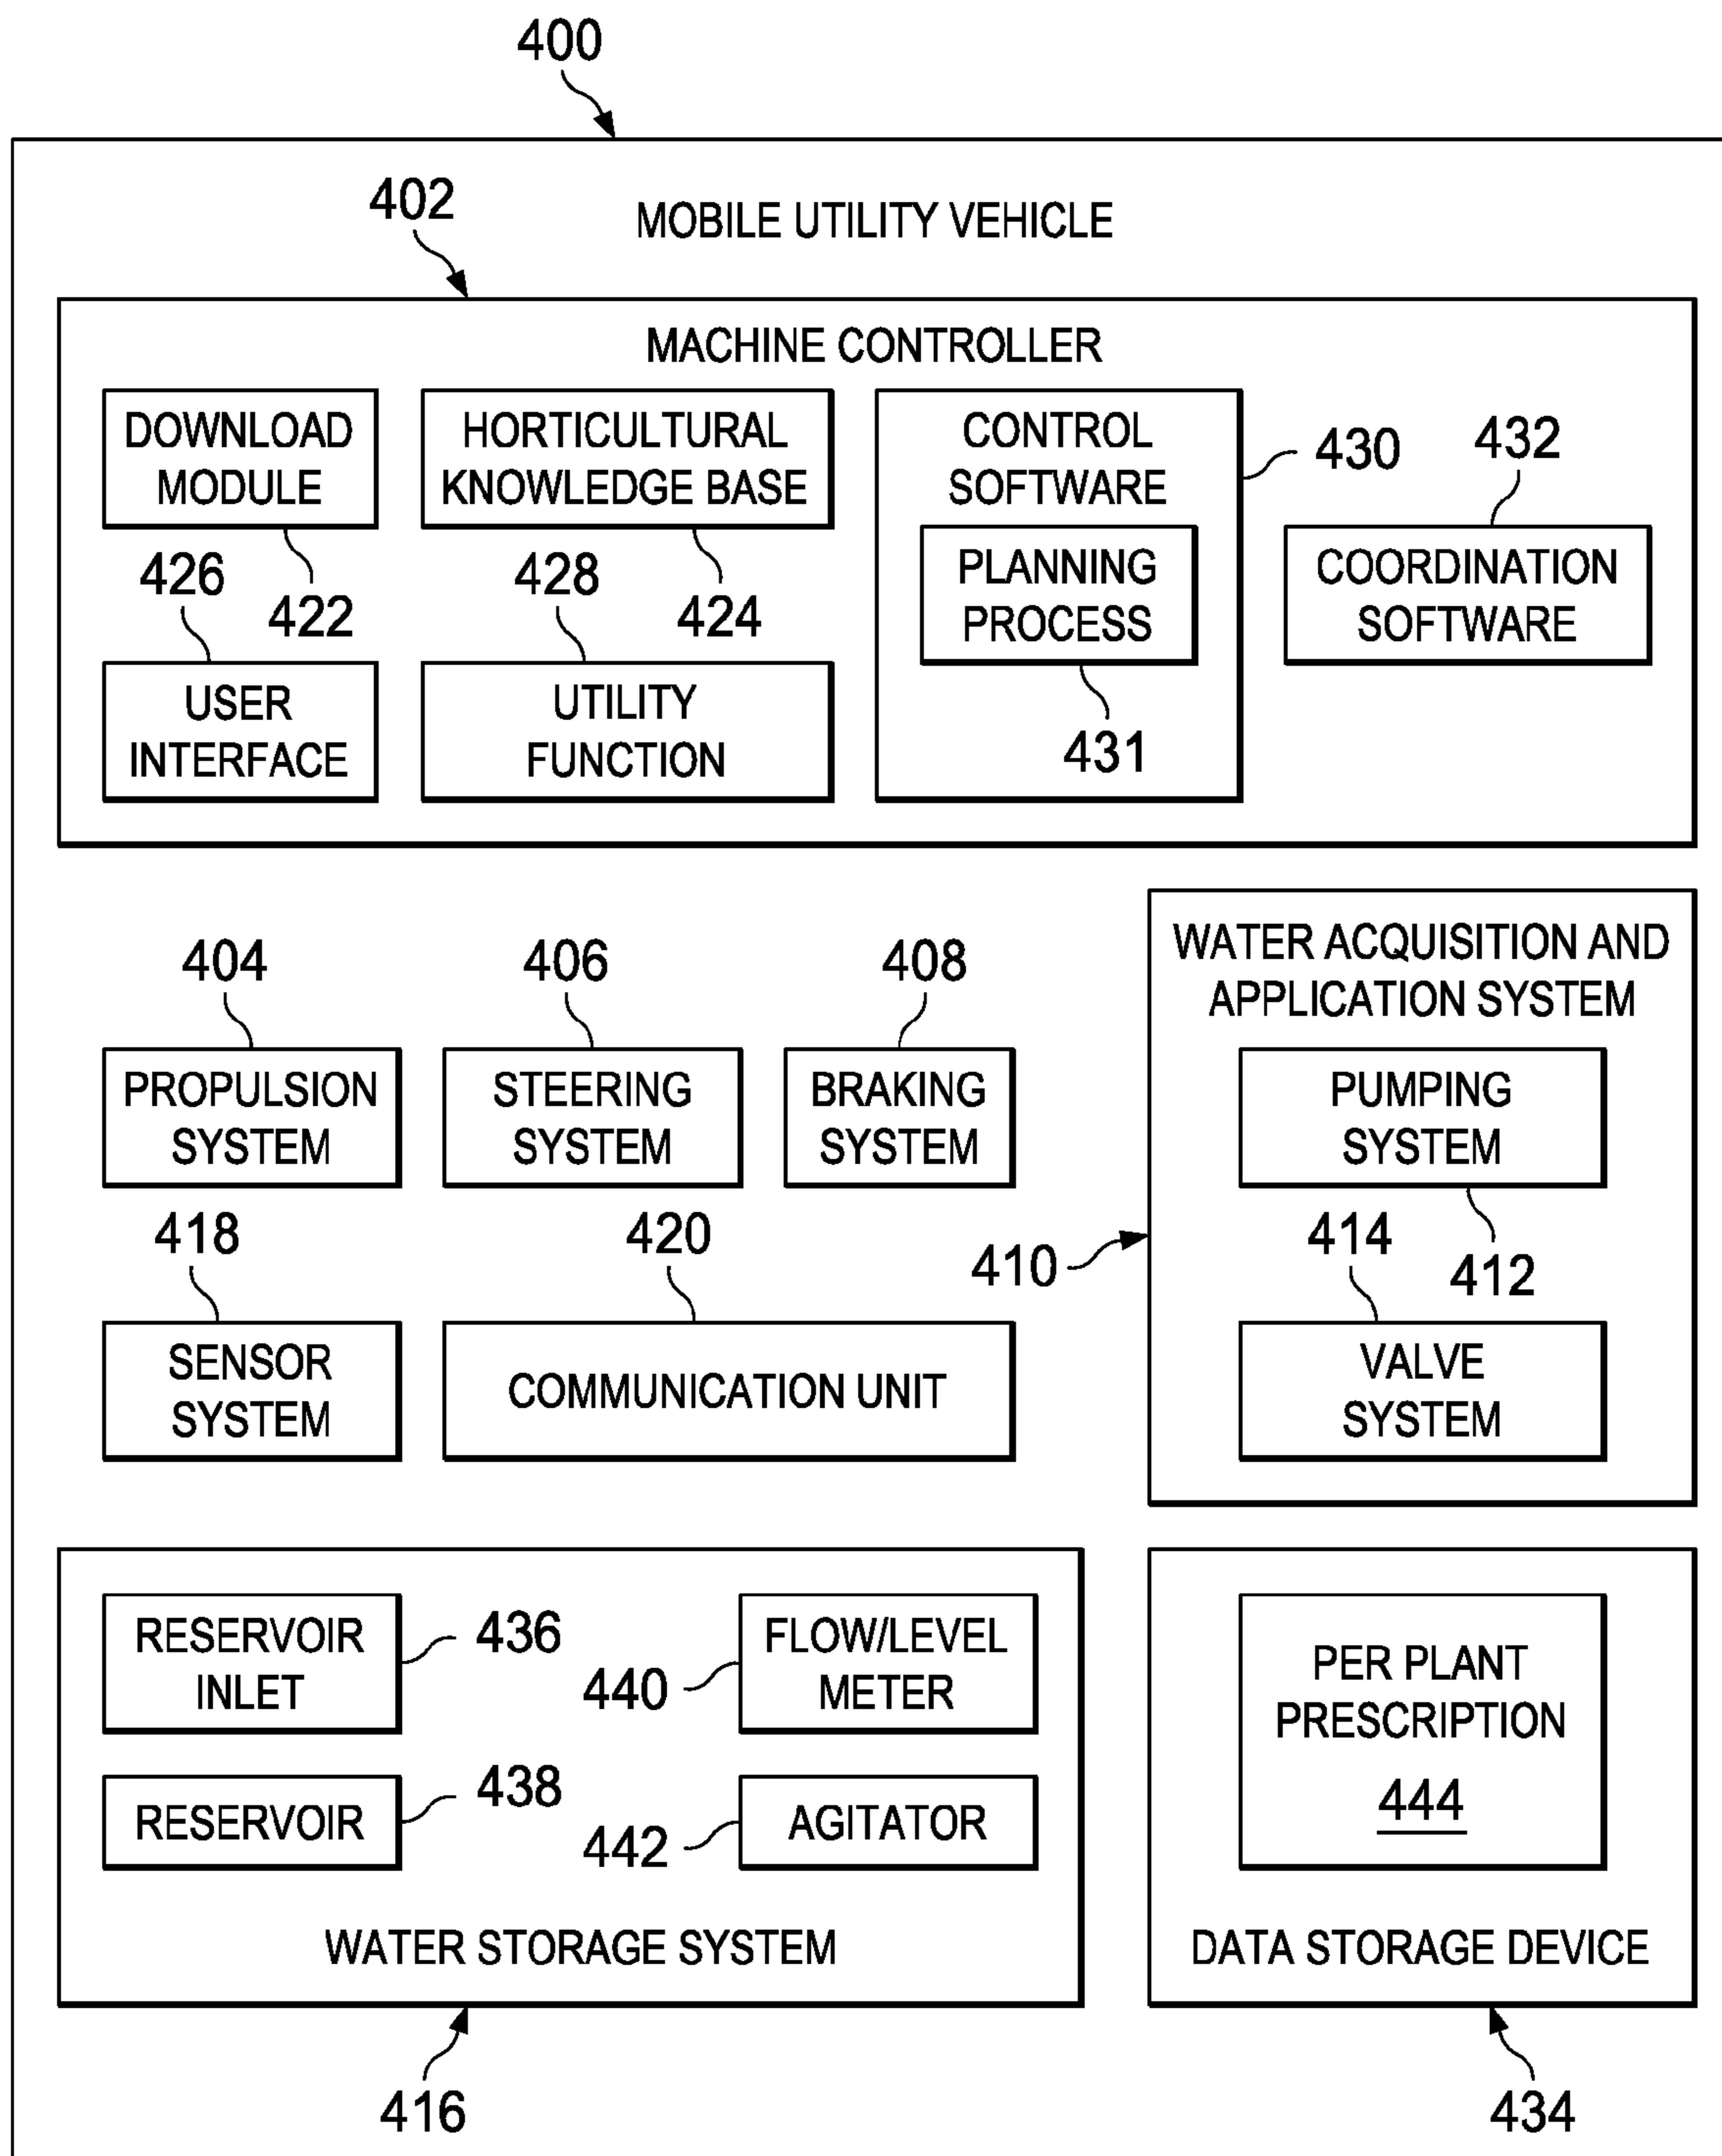 400
402
MOBILE UTILITY VEHICLE
MACHINE CONTROLLER
DOWNLOAD
MODULE
422
HORTICULTURAL
KNOWLEDGE BASE
424
CONTROL
SOFTWARE
430
432
426
428
PLANNING
PROCESS
431
COORDINATION
SOFTWARE
USER
INTERFACE
UTILITY
FUNCTION
404
406
408
PROPULSION
SYSTEM
STEERING
SYSTEM
BRAKING
SYSTEM
418
420
410
SENSOR
SYSTEM
COMMUNICATION UNIT
WATER ACQUISITION AND
APPLICATION SYSTEM
PUMPING
SYSTEM
412
414
VALVE
SYSTEM
RESERVOIR
INLET
436
440
FLOW/LEVEL
METER
RESERVOIR
438
442
AGITATOR
WATER STORAGE SYSTEM
416
PER PLANT
PRESCRIPTION
444
DATA STORAGE DEVICE
434